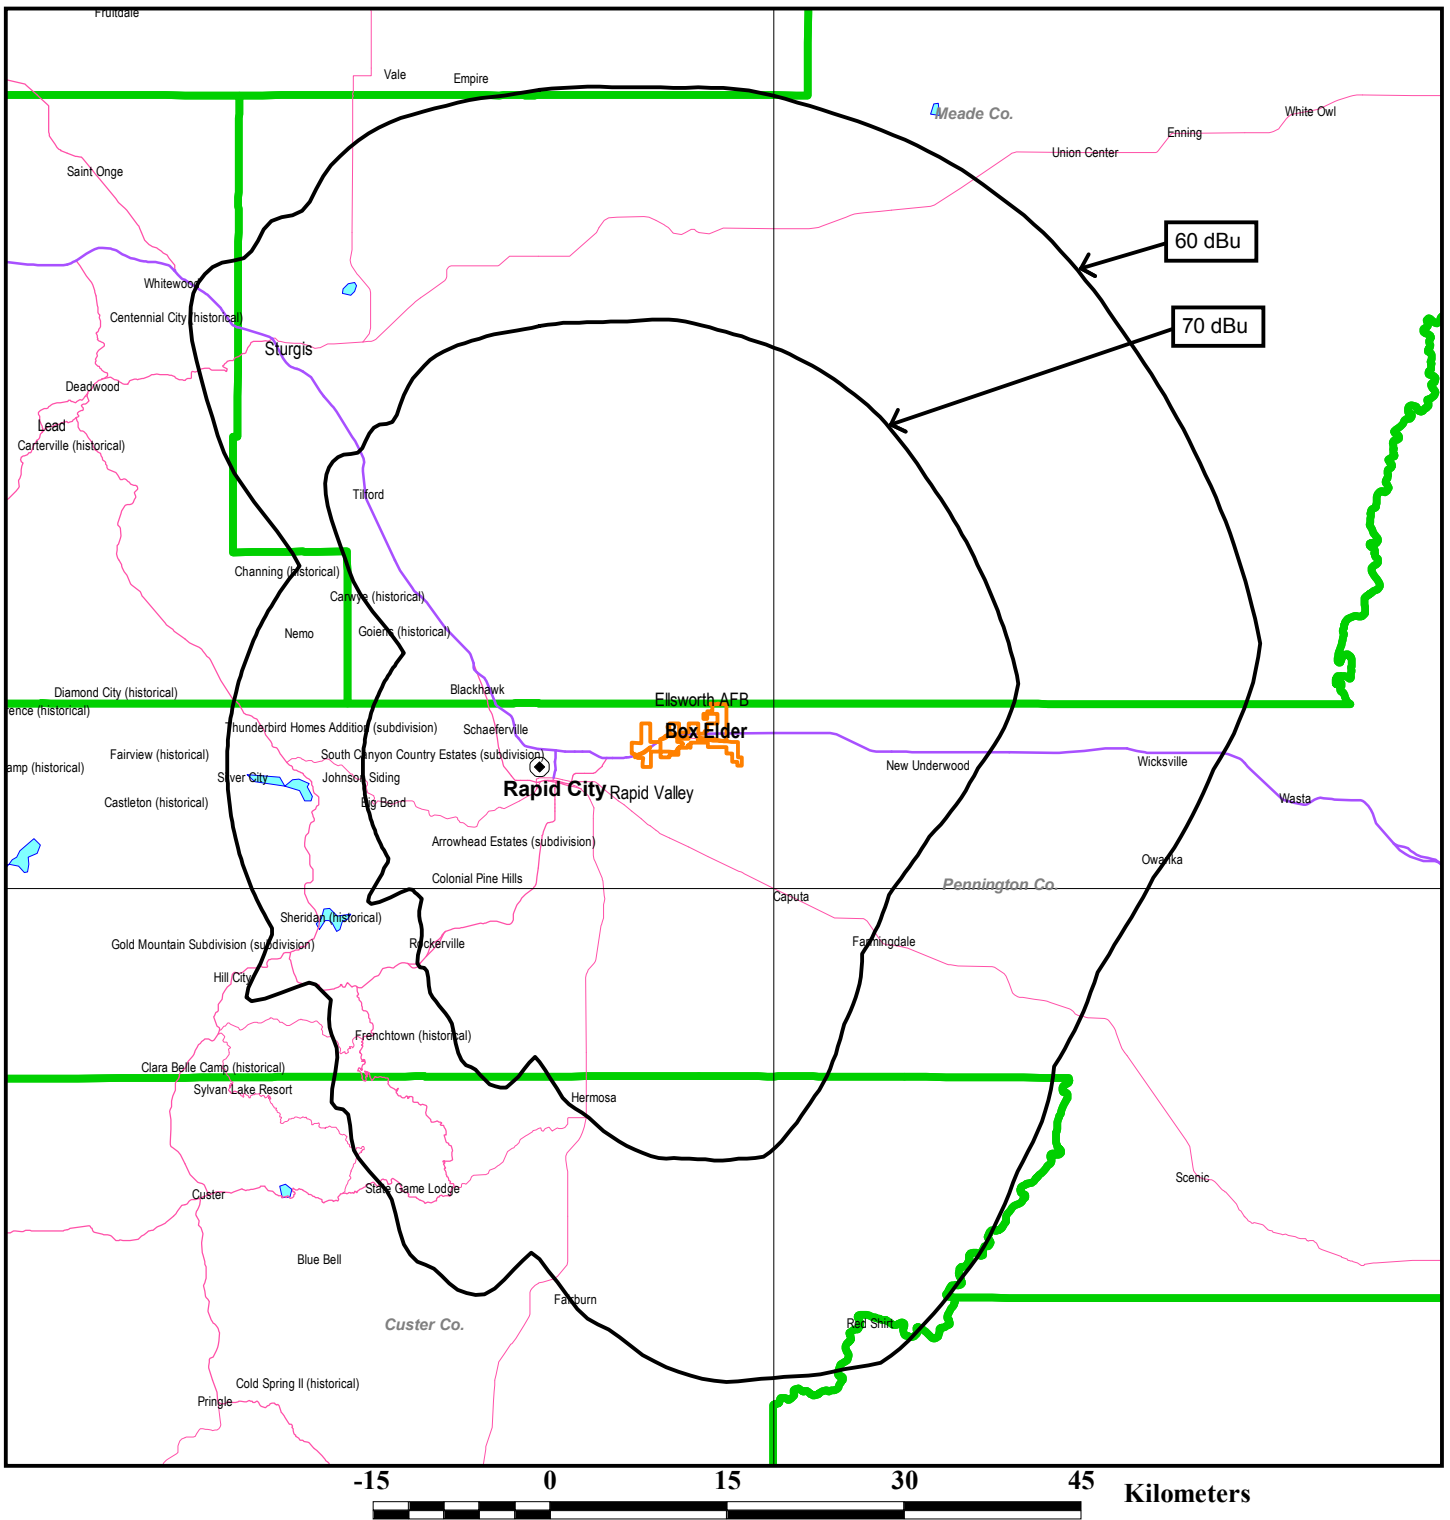 Fruitdale
Vale
Empire
Meade Co.
White Owl
Enning
Union Center
Saint Onge
60 dBu
Whitewood
Centennial City (historical)
70 dBu
Sturgis
Deadwood
Lead
Carterville (historical)
Tilford
Channing (historical)
Carwye (historical)
Nemo
Goiens (historical)
Diamond City (historical)
Blackhawk
Ellsworth AFB
ence (historical)
Thunderbird Homes Addition (subdivision)
Schaeferville
Box Elder
Fairview (historical)
South Canyon Country Estates (subdivision)
New Underwood
Wicksville
amp (historical)
Silver City
Johnson Siding
Rapid City
Rapid Valley
Castleton (historical)
Big Bend
Wasta
Arrowhead Estates (subdivision)
Owanka
Colonial Pine Hills
Pennington Co.
Caputa
Sheridan (historical)
Gold Mountain Subdivision (subdivision)
Rockerville
Farmingdale
Hill City
Frenchtown (historical)
Clara Belle Camp (historical)
Sylvan Lake Resort
Hermosa
Custer
State Game Lodge
Scenic
Blue Bell
Fairburn
Custer Co.
Red Shirt
Cold Spring II (historical)
Pringle
-15 0 15 30 45 Kilometers